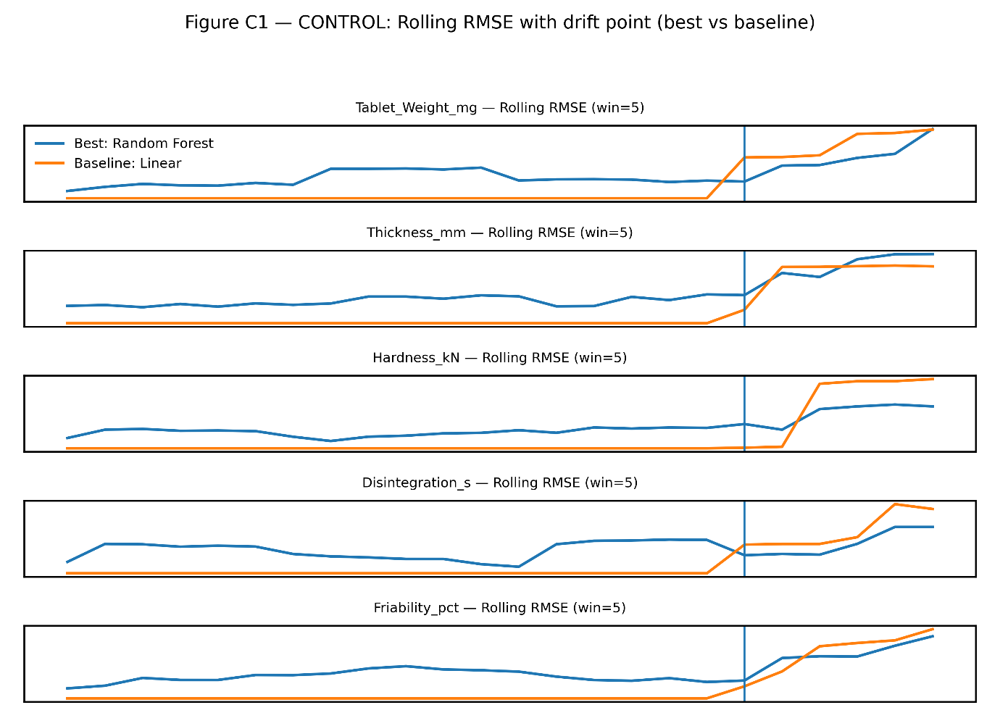 Figure C1 — CONTROL: Rolling RMSE with drift point (best vs baseline)
Tablet_Weight_mg — Rolling RMSE (win=5)
Best: Random Forest
Baseline: Linear
Thickness_mm — Rolling RMSE (win=5)
Hardness_kN — Rolling RMSE (win=5)
Disintegration_s — Rolling RMSE (win=5)
Friability_pct — Rolling RMSE (win=5)